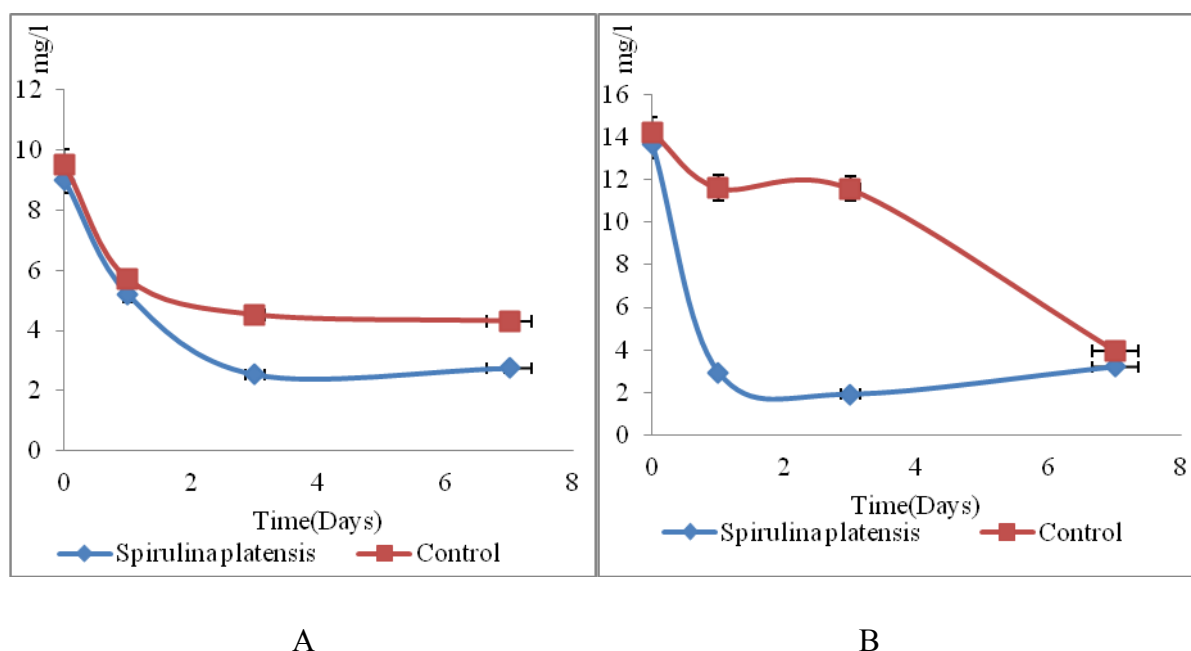 mg/l
12
10
8
6
4
2
0
0 2 4 6 8
Time(Days)
Spirulina platensis Control
A
mg/l
16
14
12
10
8
6
4
2
0
0 2 4 6 8
Time(Days)
Spirulina platensis Control
B